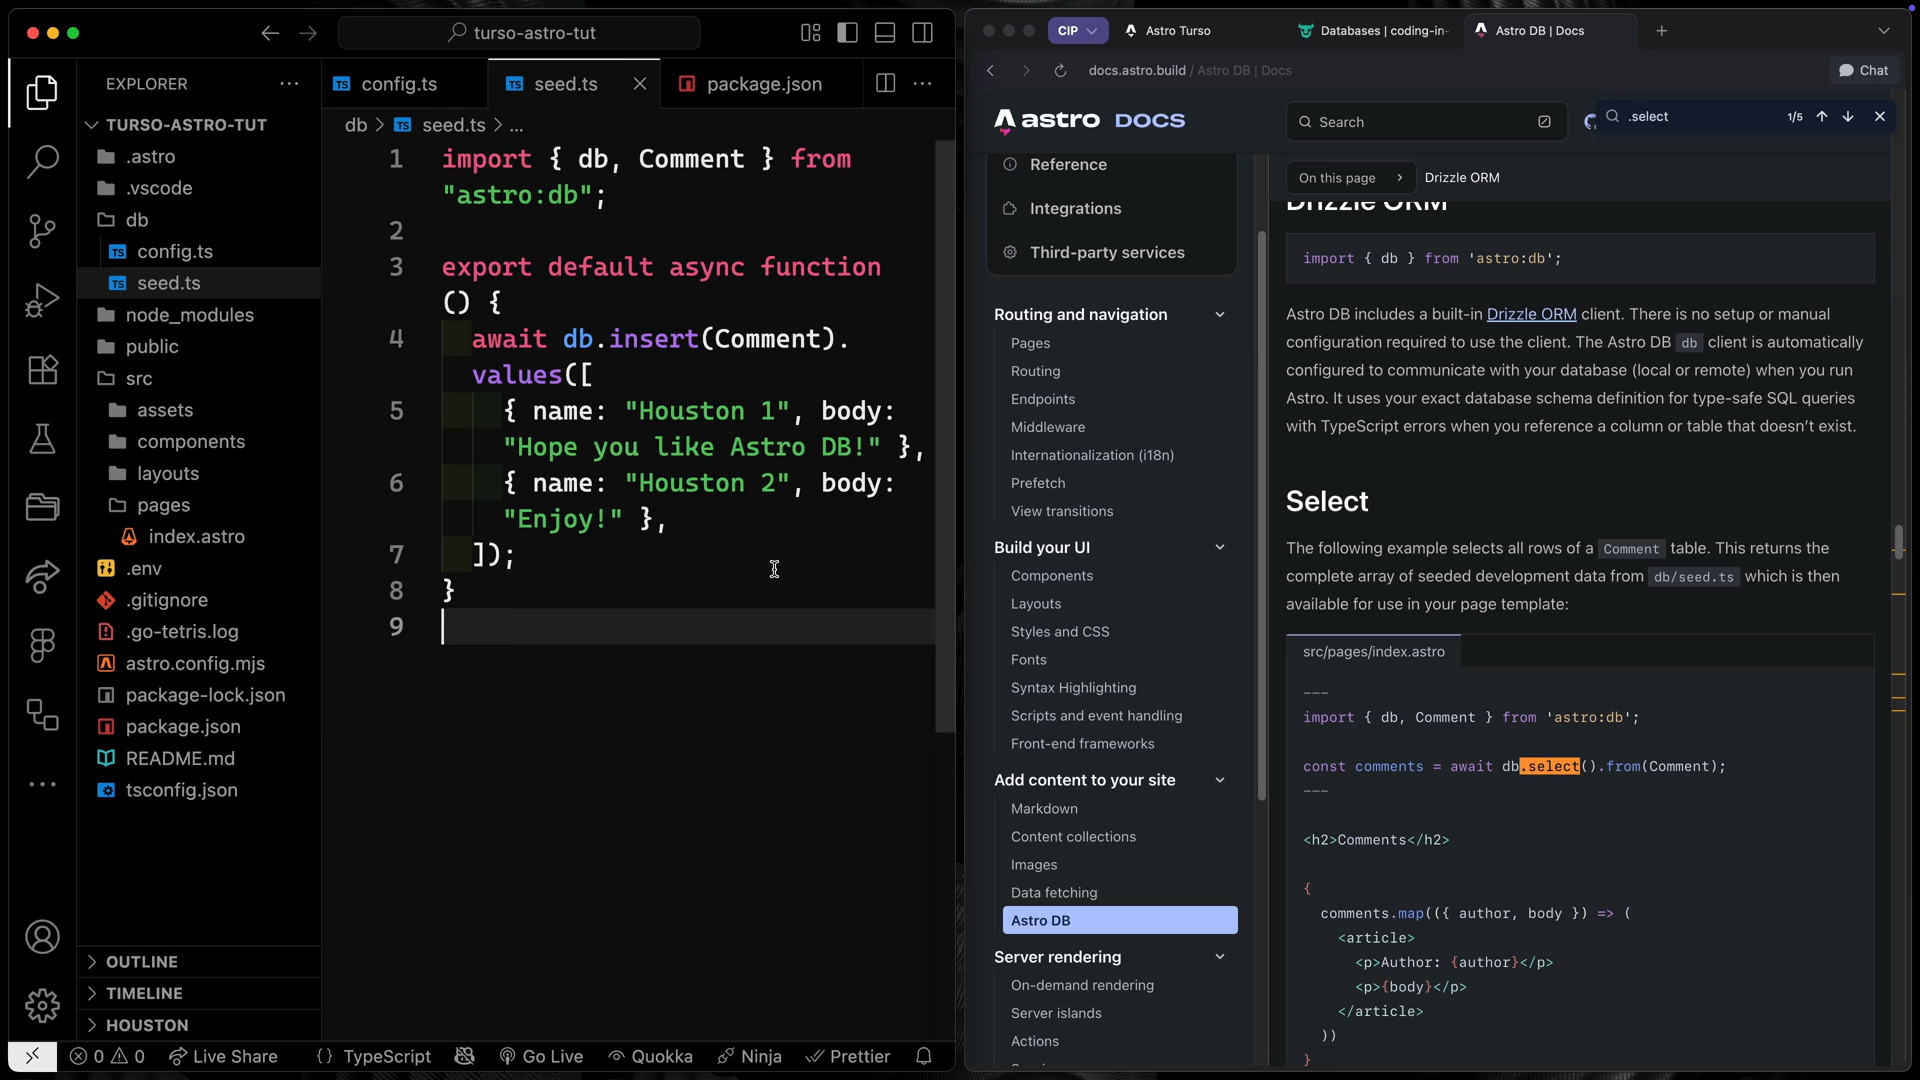 turso-astro-tut
EXPLORER
TURSO-ASTRO-TUT
.astro
.vscode
db
config.ts
seed.ts
node_modules
public
src
assets
components
layouts
pages
index.astro
.env
.gitignore
.go-tetris.log
astro.config.mjs
package-lock.json
package.json
README.md
tsconfig.json
OUTLINE
TIMELINE
HOUSTON
config.ts
seed.ts
package.json
db > seed.ts > ...
1 import { db, Comment } from
"astro:db";
2
3 export default async function
() {
4 await db.insert(Comment).
values([
5 { name: "Houston 1", body:
"Hope you like Astro DB!" },
6 { name: "Houston 2", body:
"Enjoy!" },
7 ]);
8 }
9
0 0 Live Share {} TypeScript Go Live Quokka Ninja Prettier
CIP
Astro Turso
Databases | coding-in-
Astro DB | Docs
docs.astro.build / Astro DB | Docs
Chat
astro DOCS
Search
.select
1/5
Reference
Integrations
Third-party services
Routing and navigation
Pages
Routing
Endpoints
Middleware
Internationalization (i18n)
Prefetch
View transitions
Build your UI
Components
Layouts
Styles and CSS
Fonts
Syntax Highlighting
Scripts and event handling
Front-end frameworks
Add content to your site
Markdown
Content collections
Images
Data fetching
Astro DB
Server rendering
On-demand rendering
Server islands
Actions
On this page > Drizzle ORM
Drizzle ORM
import { db } from 'astro:db';
Astro DB includes a built-in Drizzle ORM client. There is no setup or manual
configuration required to use the client. The Astro DB db client is automatically
configured to communicate with your database (local or remote) when you run
Astro. It uses your exact database schema definition for type-safe SQL queries
with TypeScript errors when you reference a column or table that doesn't exist.
Select
The following example selects all rows of a Comment table. This returns the
complete array of seeded development data from db/seed.ts which is then
available for use in your page template:
src/pages/index.astro
---
import { db, Comment } from 'astro:db';
const comments = await db.select().from(Comment);
---
<h2>Comments</h2>
{
comments.map(({ author, body }) => (
<article>
<p>Author: {author}</p>
<p>{body}</p>
</article>
))
}